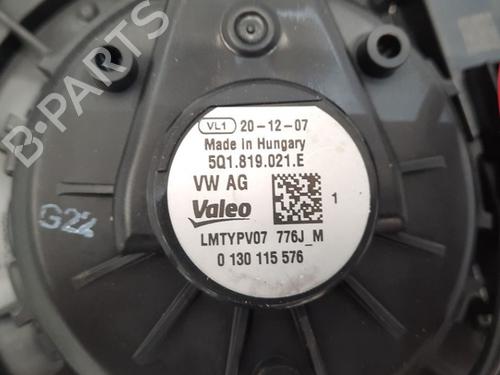 B-PARTS
VL1 20-12-07
Made in Hungary
5Q1.819.021.E
VW AG
Valeo
1
LMTYPV07 776J_M
0 130 115 576
G22